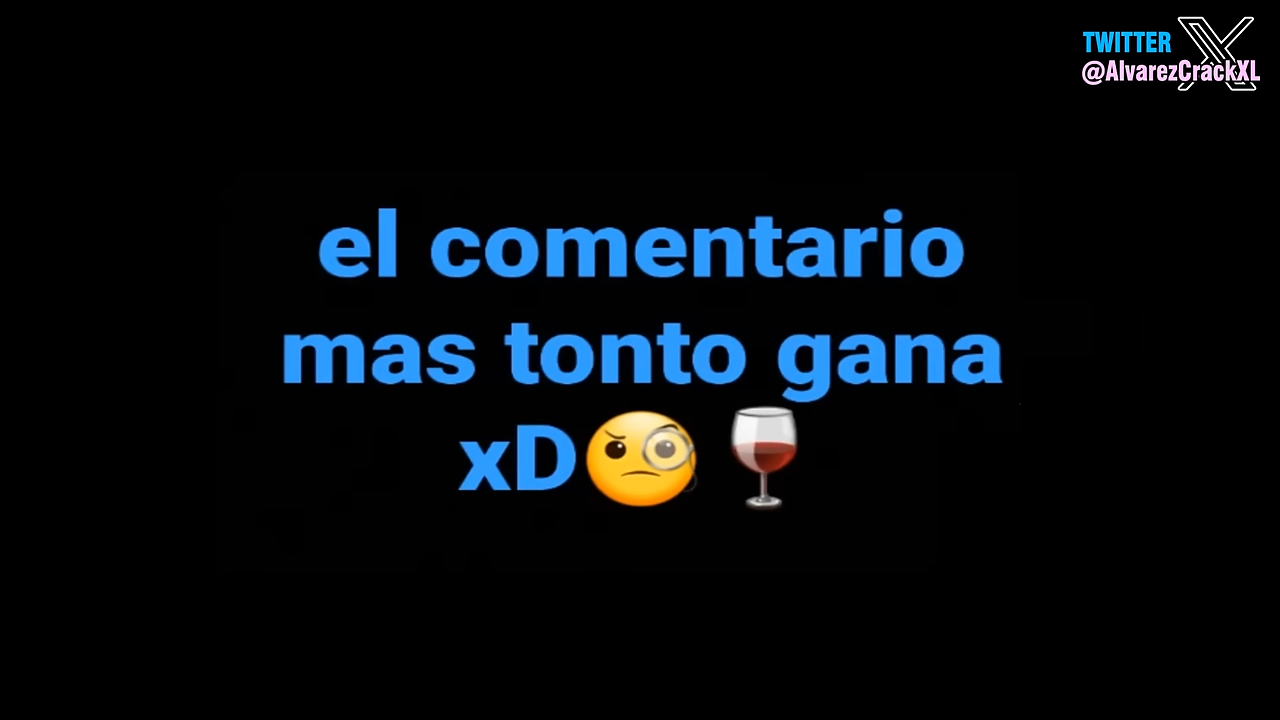 TWITTER
@AlvarezCrackXL
el comentario
mas tonto gana
xD🧐🍷